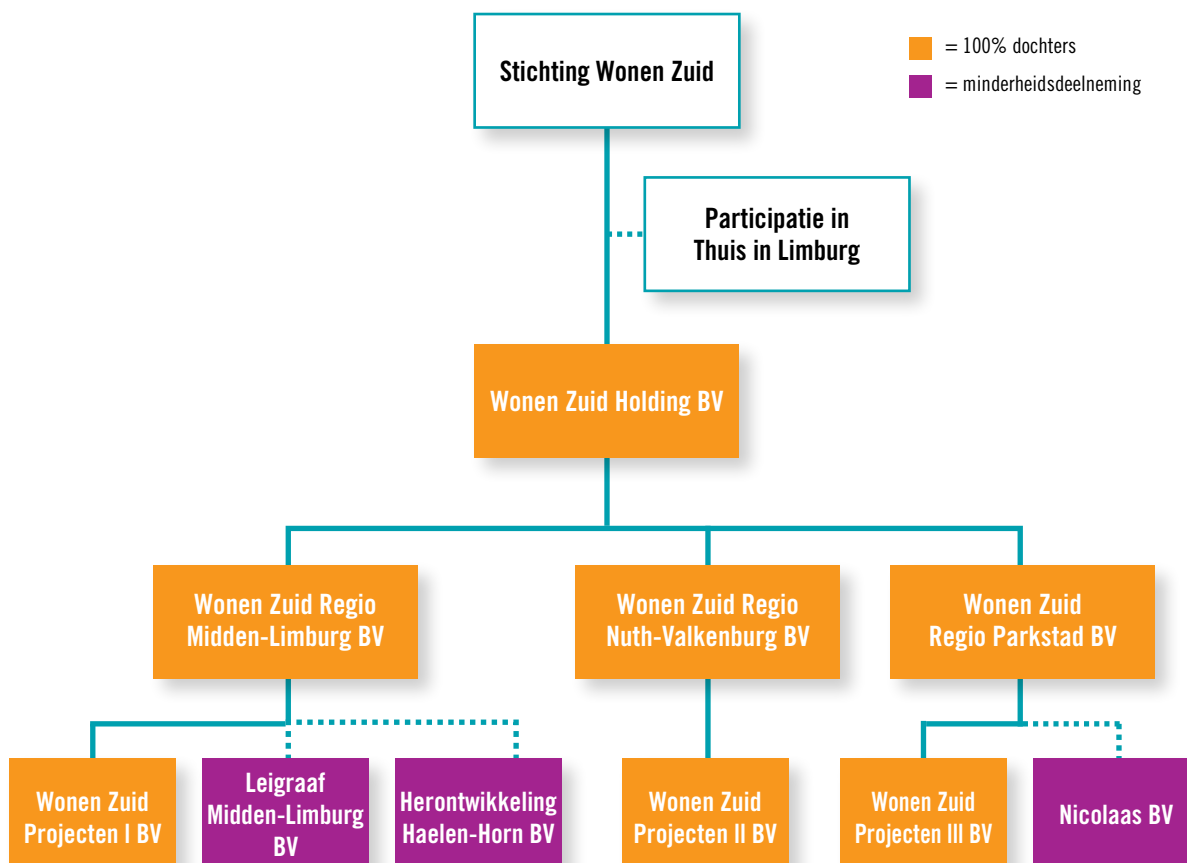 Stichting Wonen Zuid
= 100% dochters
= minderheidsdeelneming
Participatie in
Thuis in Limburg
Wonen Zuid Holding BV
Wonen Zuid Regio
Midden-Limburg BV
Wonen Zuid Regio
Nuth-Valkenburg BV
Wonen Zuid
Regio Parkstad BV
Wonen Zuid
Projecten I BV
Leigraaf
Midden-Limburg
BV
Herontwikkeling
Haelen-Horn BV
Wonen Zuid
Projecten II BV
Wonen Zuid
Projecten III BV
Nicolaas BV